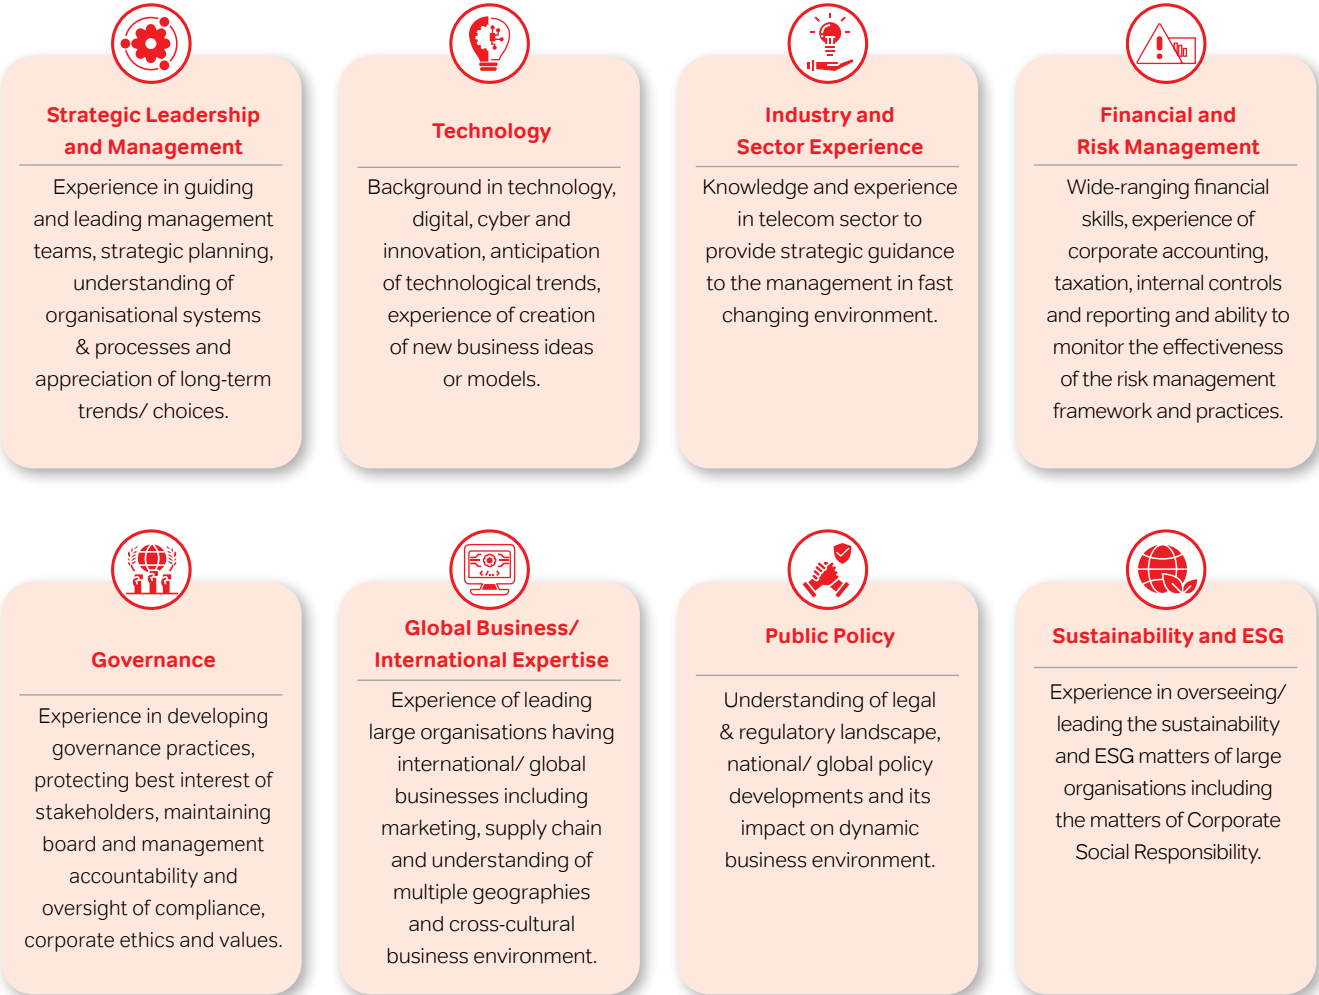 Strategic Leadership
and Management
Experience in guiding
and leading management
teams, strategic planning,
understanding of
organisational systems
& processes and
appreciation of long-term
trends/ choices.
Technology
Background in technology,
digital, cyber and
innovation, anticipation
of technological trends,
experience of creation
of new business ideas
or models.
Industry and
Sector Experience
Knowledge and experience
in telecom sector to
provide strategic guidance
to the management in fast
changing environment.
Financial and
Risk Management
Wide-ranging financial
skills, experience of
corporate accounting,
taxation, internal controls
and reporting and ability to
monitor the effectiveness
of the risk management
framework and practices.
Governance
Experience in developing
governance practices,
protecting best interest of
stakeholders, maintaining
board and management
accountability and
oversight of compliance,
corporate ethics and values.
Global Business/
International Expertise
Experience of leading
large organisations having
international/ global
businesses including
marketing, supply chain
and understanding of
multiple geographies
and cross-cultural
business environment.
Public Policy
Understanding of legal
& regulatory landscape,
national/ global policy
developments and its
impact on dynamic
business environment.
Sustainability and ESG
Experience in overseeing/
leading the sustainability
and ESG matters of large
organisations including
the matters of Corporate
Social Responsibility.